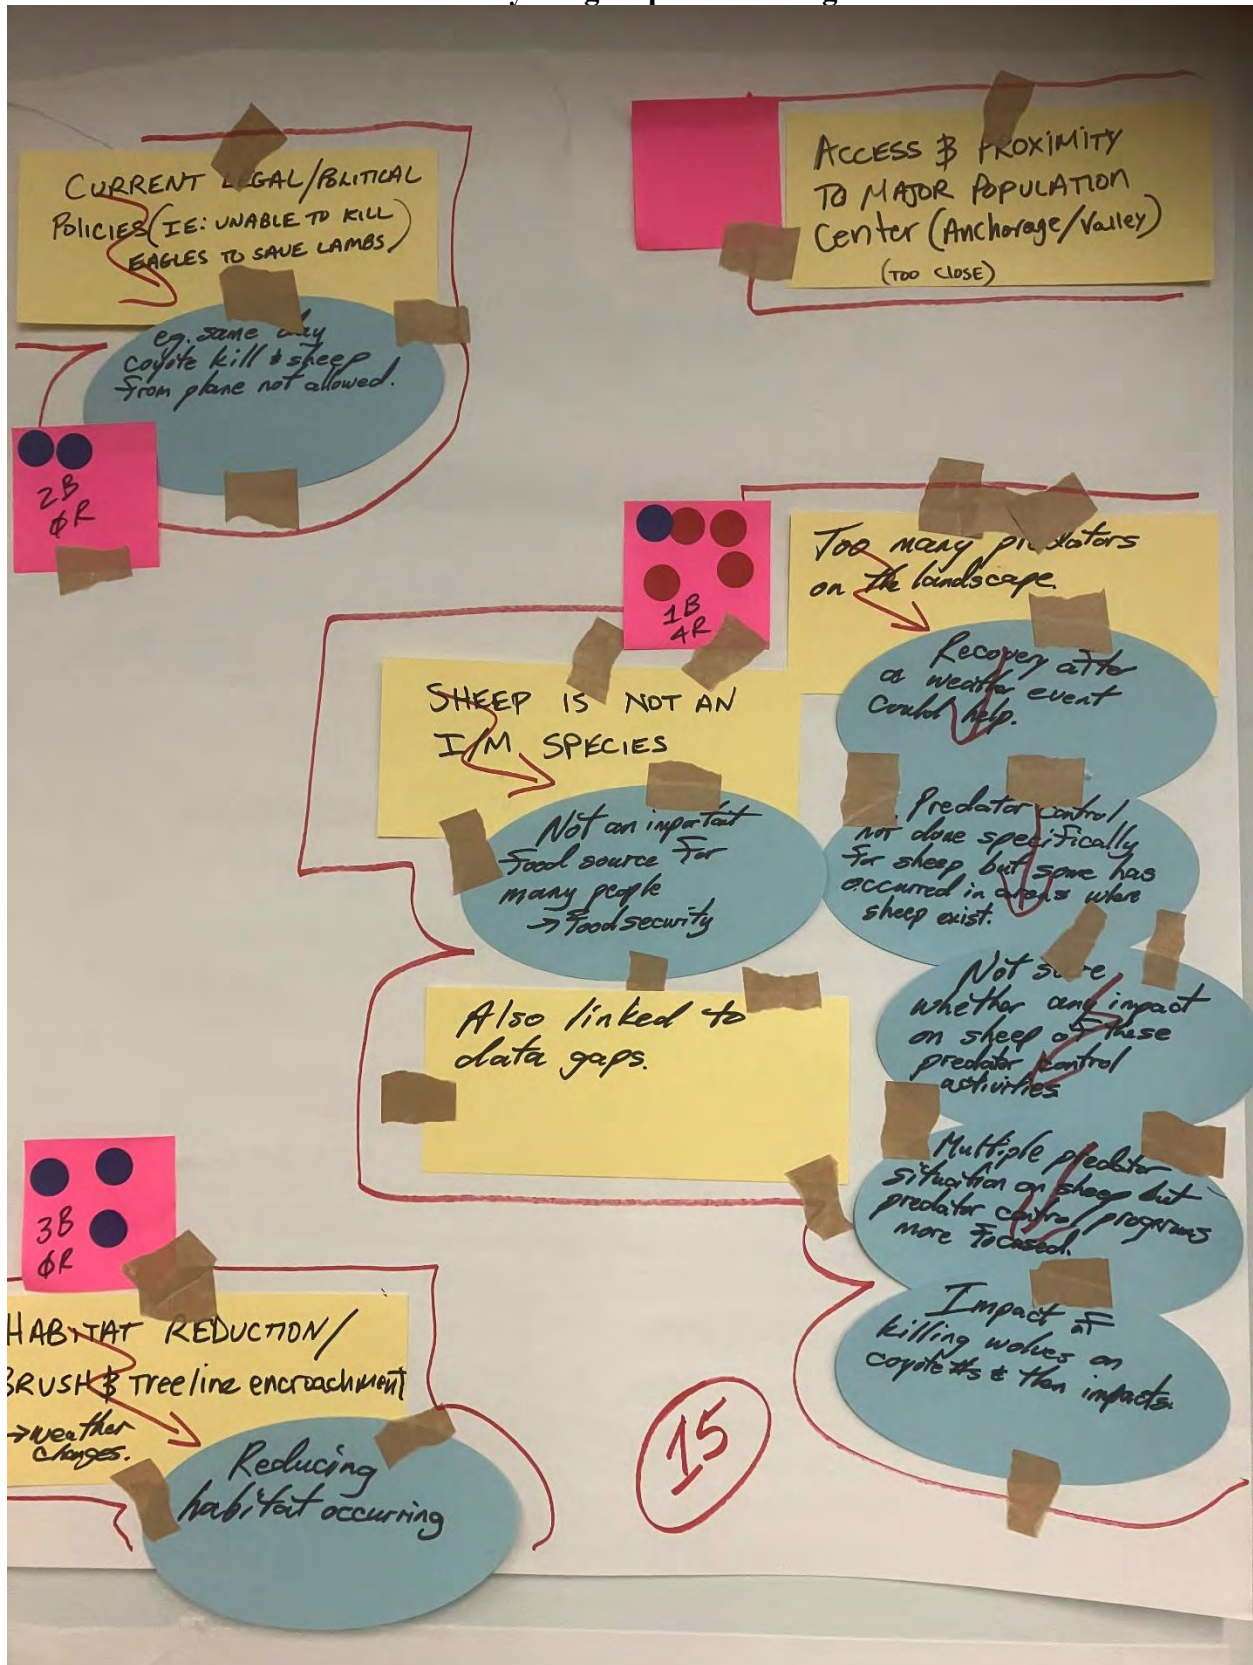 CURRENT LEGAL/POLITICAL
POLICIES (IE: UNABLE TO KILL
EAGLES TO SAVE LAMBS)
eg. same day
coyote kill & sheep
from plane not allowed.
2B
ØR
ACCESS & PROXIMITY
TO MAJOR POPULATION
Center (Anchorage/Valley)
(TOO CLOSE)
1B
4R
Too many predators
on the landscape.
Recovery after
a weather event
could help.
Predator control
not done specifically
for sheep but some has
occurred in areas where
sheep exist.
Not sure
whether any impact
on sheep of these
predator control
activities
Multiple predator
situation on sheep but
predator control programs
more focused.
Impact of
killing wolves on
coyote #s & then impacts.
SHEEP IS NOT AN
I/M SPECIES
Not an important
food source for
many people
→ Food security
Also linked to
data gaps.
3B
ØR
HABITAT REDUCTION/
BRUSH & Treeline encroachment
→ weather
changes.
Reducing
habitat occurring
15